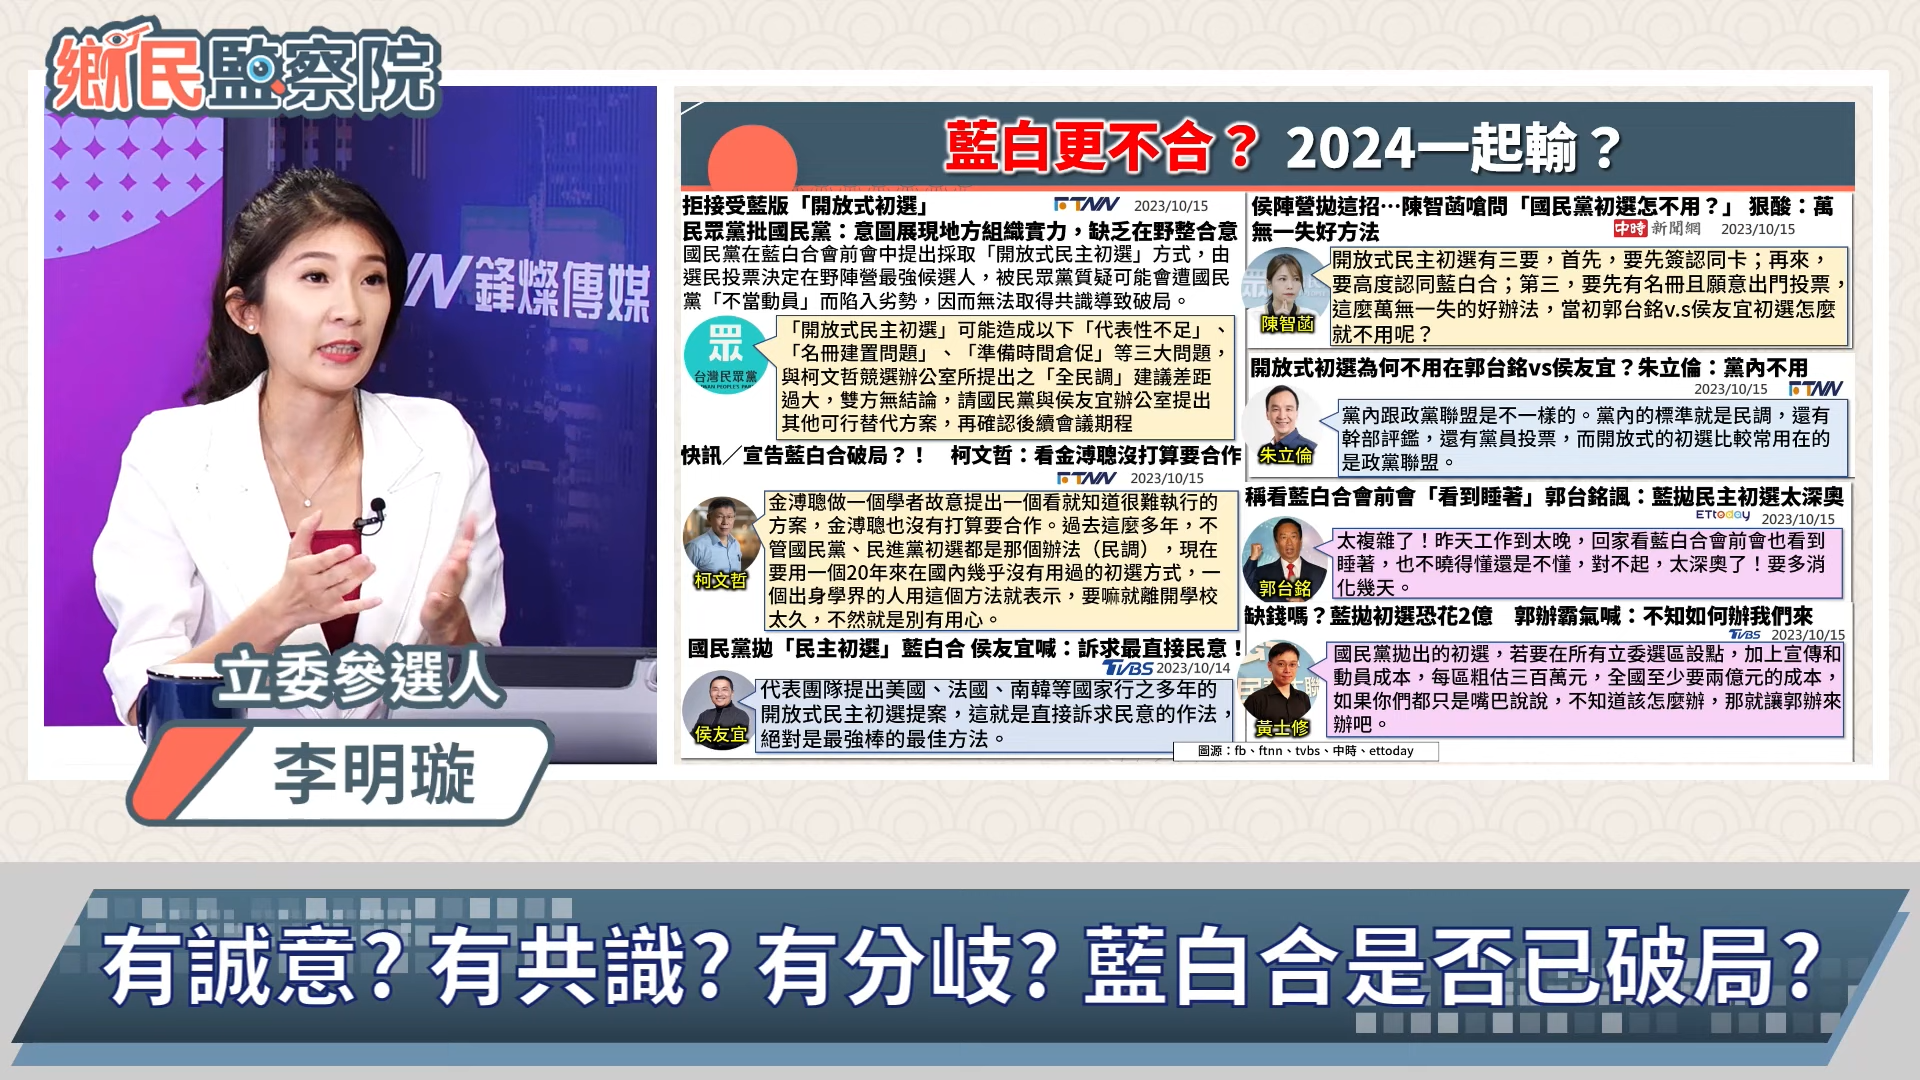 鄉民監察院
鋒燦傳媒
藍白更不合？ 2024一起輸？
拒接受藍版「開放式初選」
FTNN 2023/10/15
民眾黨批國民黨：意圖展現地方組織實力，缺乏在野整合意
國民黨在藍白合會前會中提出採取「開放式民主初選」方式，由
選民投票決定在野陣營最強候選人，被民眾黨質疑可能會遭國民
黨「不當動員」而陷入劣勢，因而無法取得共識導致破局。
眾
台灣民眾黨
「開放式民主初選」可能造成以下「代表性不足」、
「名冊建置問題」、「準備時間倉促」等三大問題，
與柯文哲競選辦公室所提出之「全民調」建議差距
過大，雙方無結論，請國民黨與侯友宜辦公室提出
其他可行替代方案，再確認後續會議期程
快訊／宣告藍白合破局？！ 柯文哲：看金溥聰沒打算要合作
FTNN 2023/10/15
柯文哲
金溥聰做一個學者故意提出一個看就知道很難執行的
方案，金溥聰也沒有打算要合作。過去這麼多年，不
管國民黨、民進黨初選都是那個辦法（民調），現在
要用一個20年來在國內幾乎沒有用過的初選方式，一
個出身學界的人用這個方法就表示，要嘛就離開學校
太久，不然就是別有用心。
國民黨拋「民主初選」藍白合 侯友宜喊：訴求最直接民意！
TVBS 2023/10/14
侯友宜
代表團隊提出美國、法國、南韓等國家行之多年的
開放式民主初選提案，這就是直接訴求民意的作法，
絕對是最強棒的最佳方法。
侯陣營拋這招…陳智菡嗆問「國民黨初選怎不用？」 狠酸：萬
無一失好方法
中時 新聞網 2023/10/15
陳智菡
開放式民主初選有三要，首先，要先簽認同卡；再來，
要高度認同藍白合；第三，要先有名冊且願意出門投票，
這麼萬無一失的好辦法，當初郭台銘v.s侯友宜初選怎麼
就不用呢？
開放式初選為何不用在郭台銘vs侯友宜？朱立倫：黨內不用
2023/10/15 FTNN
朱立倫
黨內跟政黨聯盟是不一樣的。黨內的標準就是民調，還有
幹部評鑑，還有黨員投票，而開放式的初選比較常用在的
是政黨聯盟。
稱看藍白合會前會「看到睡著」郭台銘諷：藍拋民主初選太深奧
ETtoday 2023/10/15
郭台銘
太複雜了！昨天工作到太晚，回家看藍白合會前會也看到
睡著，也不曉得懂還是不懂，對不起，太深奧了！要多消
化幾天。
缺錢嗎？藍拋初選恐花2億 郭辦霸氣喊：不知如何辦我們來
TVBS 2023/10/15
黃士修
國民黨拋出的初選，若要在所有立委選區設點，加上宣傳和
動員成本，每區粗估三百萬元，全國至少要兩億元的成本，
如果你們都只是嘴巴說說，不知道該怎麼辦，那就讓郭辦來
辦吧。
圖源：fb、ftnn、tvbs、中時、ettoday
立委參選人
李明璇
有誠意？有共識？有分岐？藍白合是否已破局？